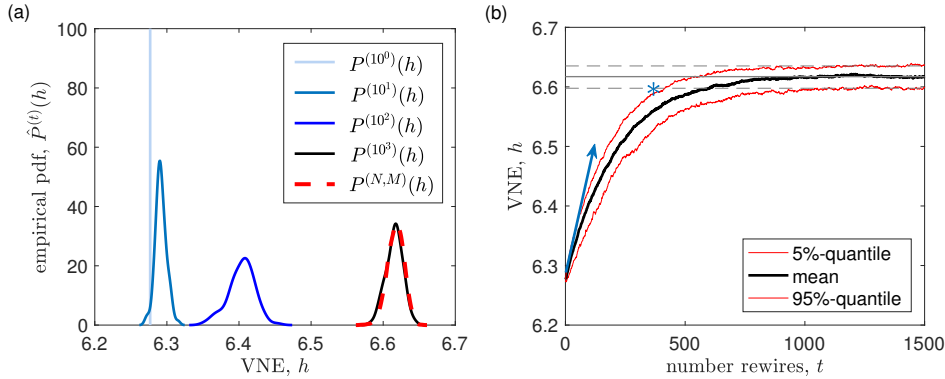 (a)
100
80
60
40
20
0
empirical pdf, P̂^(t)(h)
6.2 6.3 6.4 6.5 6.6 6.7
VNE, h
P^(10^0)(h)
P^(10^1)(h)
P^(10^2)(h)
P^(10^3)(h)
P^(N,M)(h)
(b)
6.7
6.6
6.5
6.4
6.3
6.2
VNE, h
0 500 1000 1500
number rewires, t
5%-quantile
mean
95%-quantile